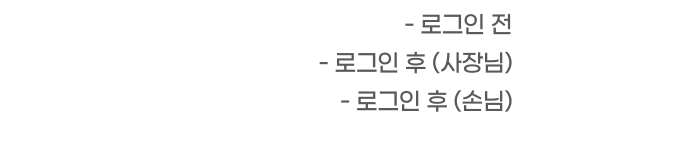 - 로그인 전
- 로그인 후 (사장님)
- 로그인 후 (손님)